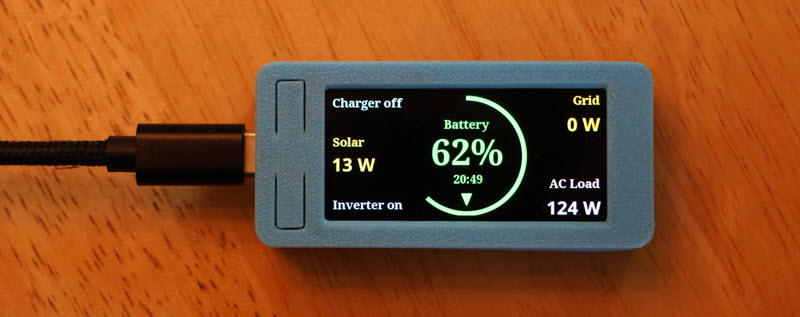 Charger off
Solar
13 W
Inverter on
Battery
62%
20:49
Grid
0 W
AC Load
124 W